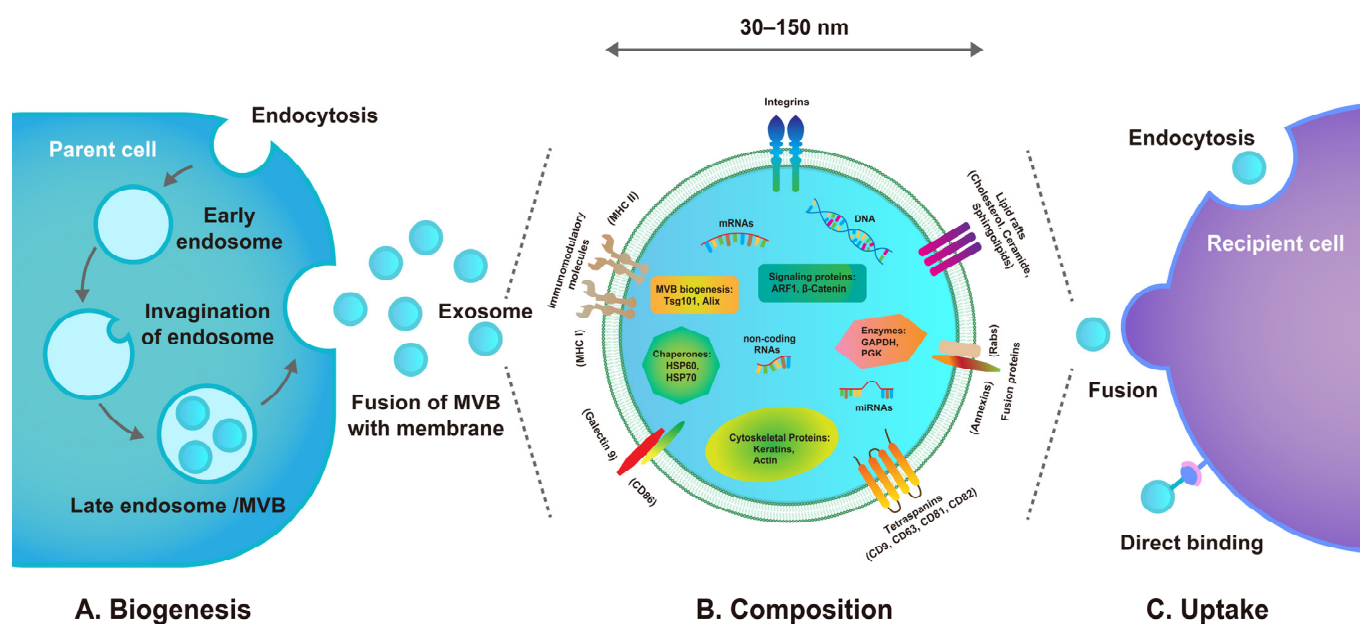 30–150 nm
Endocytosis
Parent cell
Early
endosome
Invagination
of endosome
Late endosome /MVB
Exosome
Fusion of MVB
with membrane
A. Biogenesis
Integrins
(MHC II)
immunomodulatory
molecules
(MHC I)
mRNAs
DNA
Lipid rafts
(Cholesterol, Ceramide,
Sphingolipids)
MVB biogenesis:
Tsg101, Alix
Signaling proteins:
ARF1, β-Catenin
Chaperones:
HSP60,
HSP70
non-coding
RNAs
Enzymes:
GAPDH,
PGK
miRNAs
(Rabs)
(Annexins)
Fusion proteins
(Galectin 9)
(CD86)
Cytoskeletal Proteins:
Keratins,
Actin
Tetraspanins
(CD9, CD63, CD81, CD82)
B. Composition
Endocytosis
Recipient cell
Fusion
Direct binding
C. Uptake